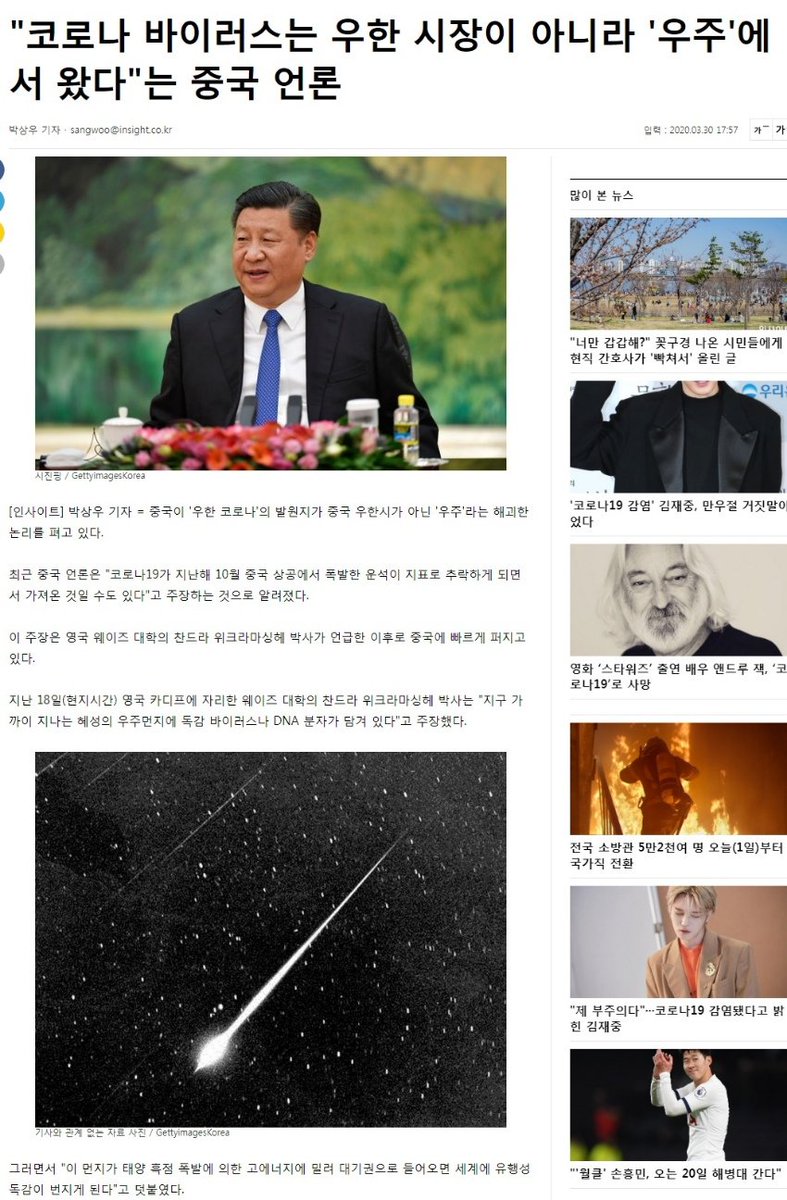 "코로나 바이러스는 우한 시장이 아니라 '우주'에
서 왔다"는 중국 언론
박상우 기자 · sangwoo@insight.co.kr
입력 : 2020.03.30 17:57
가
가
시진핑 / GettyimagesKorea
[인사이트] 박상우 기자 = 중국이 '우한 코로나'의 발원지가 중국 우한시가 아닌 '우주'라는 해괴한
논리를 펴고 있다.
최근 중국 언론은 "코로나19가 지난해 10월 중국 상공에서 폭발한 운석이 지표로 추락하게 되면
서 가져온 것일 수도 있다"고 주장하는 것으로 알려졌다.
이 주장은 영국 웨이즈 대학의 찬드라 위크라마싱헤 박사가 언급한 이후로 중국에 빠르게 퍼지고
있다.
지난 18일(현지시간) 영국 카디프에 자리한 웨이즈 대학의 찬드라 위크라마싱헤 박사는 "지구 가
까이 지나는 혜성의 우주먼지에 독감 바이러스나 DNA 분자가 담겨 있다"고 주장했다.
기사와 관계 없는 자료 사진 / GettyimagesKorea
그러면서 "이 먼지가 태양 흑점 폭발에 의한 고에너지에 밀려 대기권으로 들어오면 세계에 유행성
독감이 번지게 된다"고 덧붙였다.
많이 본 뉴스
"너만 갑갑해?" 꽃구경 나온 시민들에게
현직 간호사가 '빡쳐서' 올린 글
우리
'코로나19 감염' 김재중, 만우절 거짓말이
었다
영화 '스타워즈' 출연 배우 앤드루 잭, '코
로나19'로 사망
전국 소방관 5만2천여 명 오늘(1일)부터
국가직 전환
"제 부주의다"…코로나19 감염됐다고 밝
힌 김재중
"'월클' 손흥민, 오는 20일 해병대 간다"